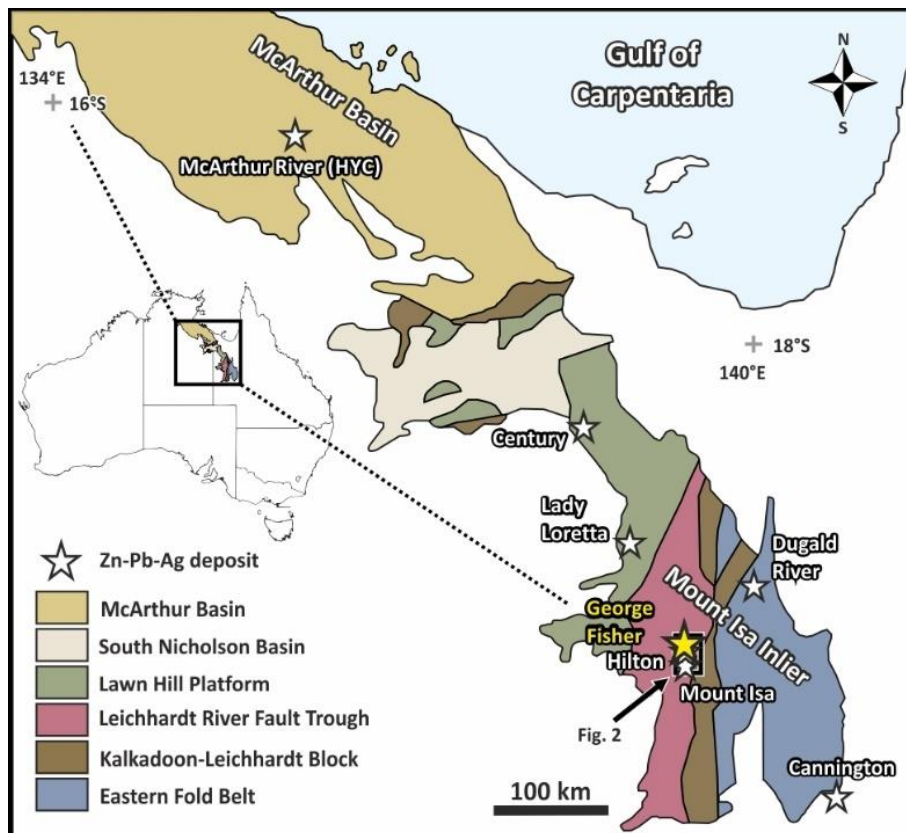 Gulf of
Carpentaria
N
S
134°E
16°S
McArthur Basin
McArthur River (HYC)
18°S
140°E
Century
Lady
Loretta
Dugald
River
Mount Isa Inlier
George
Fisher
Hilton
Mount Isa
Fig. 2
Cannington
100 km
Zn-Pb-Ag deposit
McArthur Basin
South Nicholson Basin
Lawn Hill Platform
Leichhardt River Fault Trough
Kalkadoon-Leichhardt Block
Eastern Fold Belt